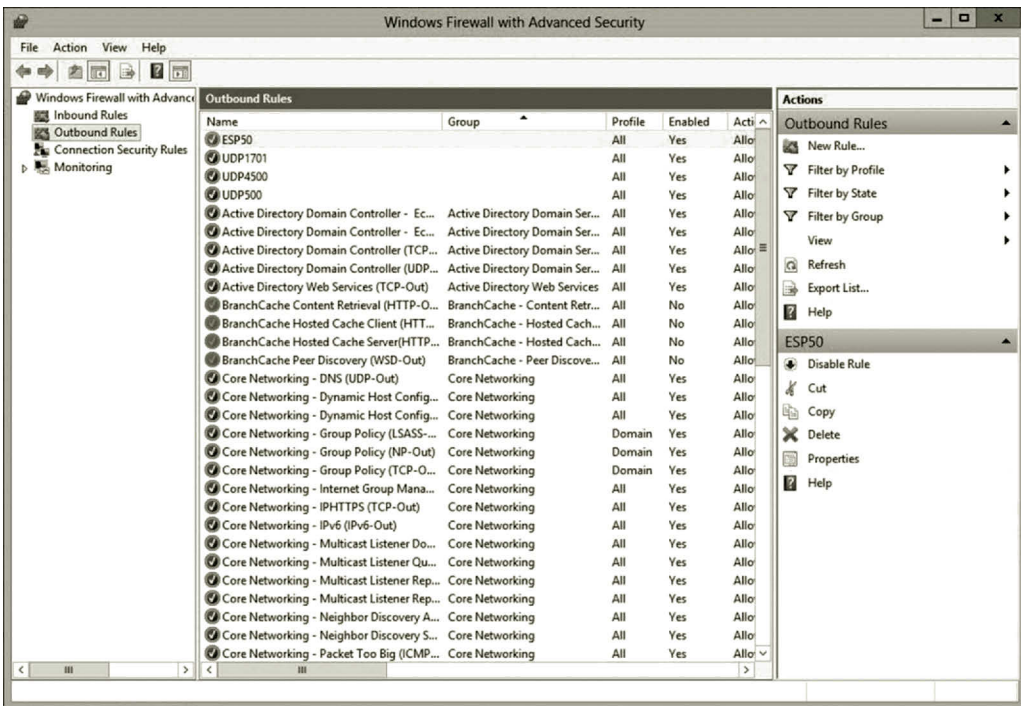 Windows Firewall with Advanced Security
File Action View Help
Windows Firewall with Advance
Inbound Rules
Outbound Rules
Connection Security Rules
Monitoring
Outbound Rules
Name Group Profile Enabled Acti
ESP50 All Yes Allo
UDP1701 All Yes Allo
UDP4500 All Yes Allo
UDP500 All Yes Allo
Active Directory Domain Controller - Ec... Active Directory Domain Ser... All Yes Allo
Active Directory Domain Controller - Ec... Active Directory Domain Ser... All Yes Allo
Active Directory Domain Controller (TCP... Active Directory Domain Ser... All Yes Allo
Active Directory Domain Controller (UDP... Active Directory Domain Ser... All Yes Allo
Active Directory Web Services (TCP-Out) Active Directory Web Services All Yes Allo
BranchCache Content Retrieval (HTTP-O... BranchCache - Content Retr... All No Allo
BranchCache Hosted Cache Client (HTT... BranchCache - Hosted Cach... All No Allo
BranchCache Hosted Cache Server(HTTP... BranchCache - Hosted Cach... All No Allo
BranchCache Peer Discovery (WSD-Out) BranchCache - Peer Discove... All No Allo
Core Networking - DNS (UDP-Out) Core Networking All Yes Allo
Core Networking - Dynamic Host Config... Core Networking All Yes Allo
Core Networking - Dynamic Host Config... Core Networking All Yes Allo
Core Networking - Group Policy (LSASS-... Core Networking Domain Yes Allo
Core Networking - Group Policy (NP-Out) Core Networking Domain Yes Allo
Core Networking - Group Policy (TCP-O... Core Networking Domain Yes Allo
Core Networking - Internet Group Mana... Core Networking All Yes Allo
Core Networking - IPHTTPS (TCP-Out) Core Networking All Yes Allo
Core Networking - IPv6 (IPv6-Out) Core Networking All Yes Allo
Core Networking - Multicast Listener Do... Core Networking All Yes Allo
Core Networking - Multicast Listener Qu... Core Networking All Yes Allo
Core Networking - Multicast Listener Rep... Core Networking All Yes Allo
Core Networking - Multicast Listener Rep... Core Networking All Yes Allo
Core Networking - Neighbor Discovery A... Core Networking All Yes Allo
Core Networking - Neighbor Discovery S... Core Networking All Yes Allo
Core Networking - Packet Too Big (ICMP... Core Networking All Yes Allo
Actions
Outbound Rules
New Rule...
Filter by Profile
Filter by State
Filter by Group
View
Refresh
Export List...
Help
ESP50
Disable Rule
Cut
Copy
Delete
Properties
Help